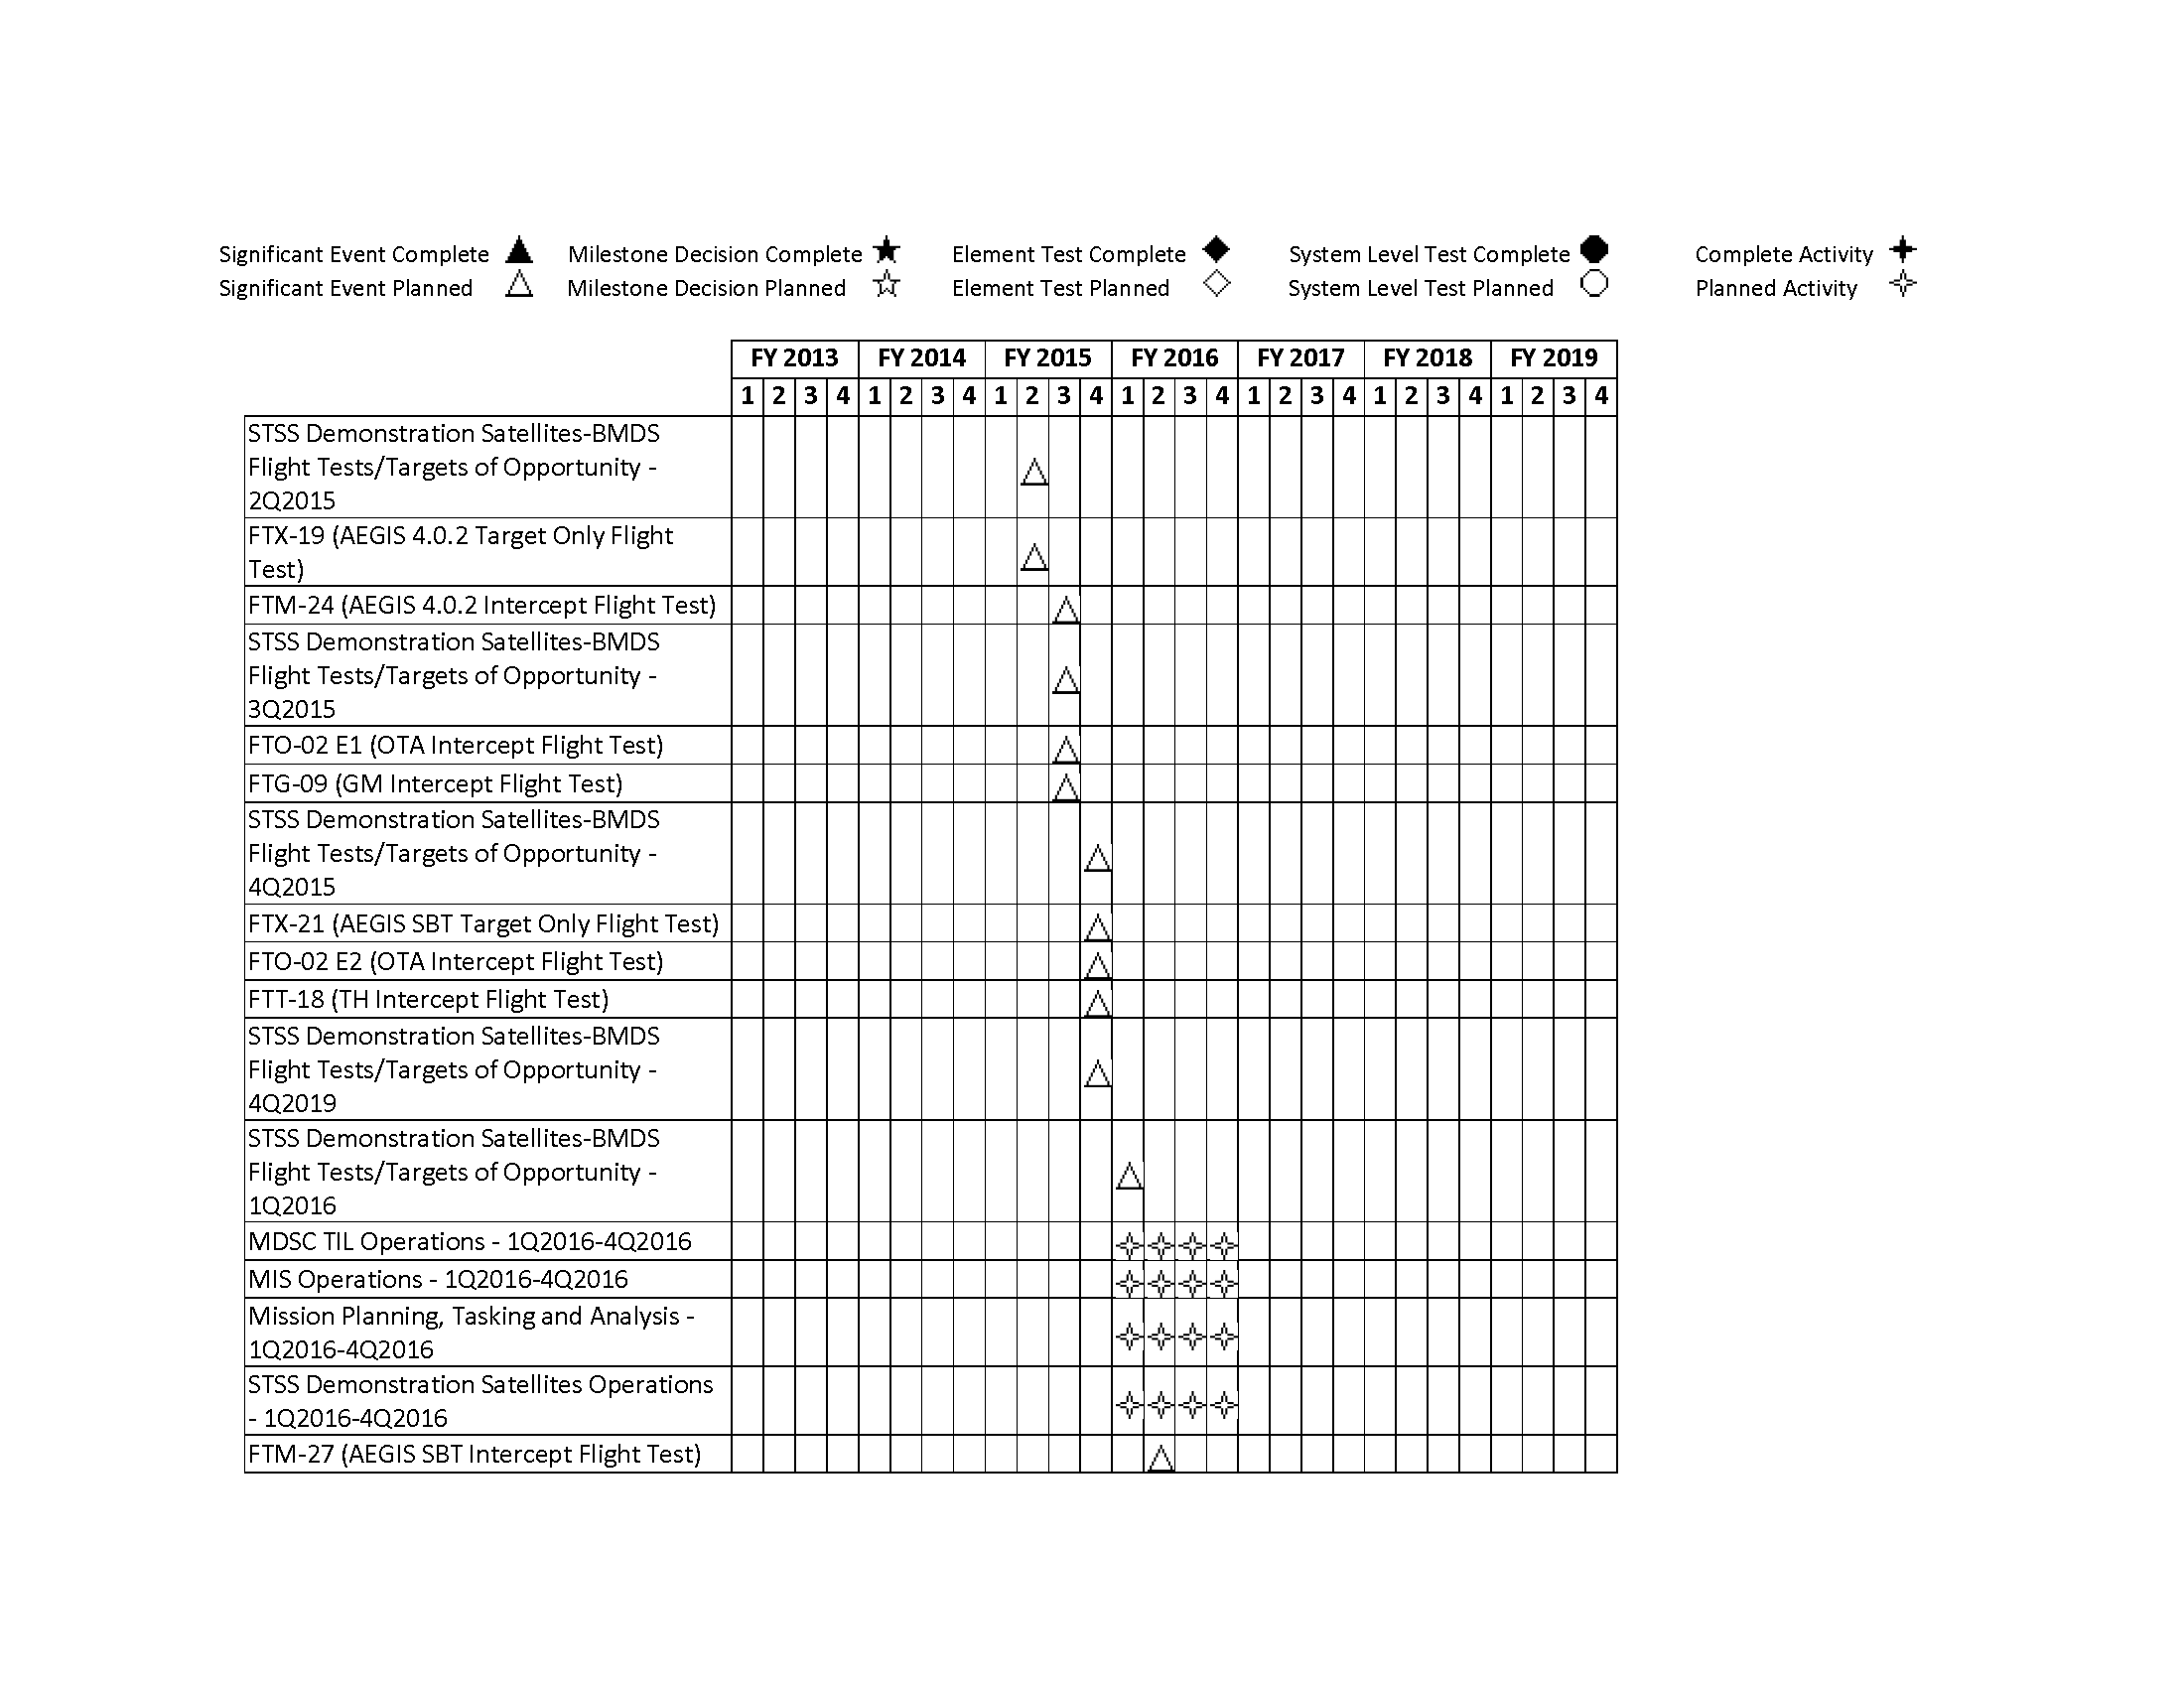 Significant Event Complete Milestone Decision Complete Element Test Complete System Level Test Complete Complete Activity
Significant Event Planned Milestone Decision Planned Element Test Planned System Level Test Planned Planned Activity
FY 2013 FY 2014 FY 2015 FY 2016 FY 2017 FY 2018 FY 2019
1 2 3 4 1 2 3 4 1 2 3 4 1 2 3 4 1 2 3 4 1 2 3 4 1 2 3 4
STSS Demonstration Satellites-BMDS
Flight Tests/Targets of Opportunity -
2Q2015
FTX-19 (AEGIS 4.0.2 Target Only Flight
Test)
FTM-24 (AEGIS 4.0.2 Intercept Flight Test)
STSS Demonstration Satellites-BMDS
Flight Tests/Targets of Opportunity -
3Q2015
FTO-02 E1 (OTA Intercept Flight Test)
FTG-09 (GM Intercept Flight Test)
STSS Demonstration Satellites-BMDS
Flight Tests/Targets of Opportunity -
4Q2015
FTX-21 (AEGIS SBT Target Only Flight Test)
FTO-02 E2 (OTA Intercept Flight Test)
FTT-18 (TH Intercept Flight Test)
STSS Demonstration Satellites-BMDS
Flight Tests/Targets of Opportunity -
4Q2019
STSS Demonstration Satellites-BMDS
Flight Tests/Targets of Opportunity -
1Q2016
MDSC TIL Operations - 1Q2016-4Q2016
MIS Operations - 1Q2016-4Q2016
Mission Planning, Tasking and Analysis -
1Q2016-4Q2016
STSS Demonstration Satellites Operations
- 1Q2016-4Q2016
FTM-27 (AEGIS SBT Intercept Flight Test)